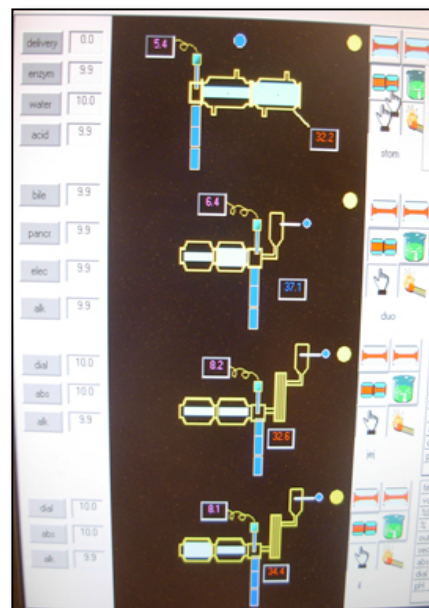 delivery 0.0
enzym 9.9
water 10.0
acid 9.9
5.4
32.2
stom
bile 9.9
pancr 9.9
elec 9.9
alk 9.9
6.4
37.1
duo
dial 10.0
abs 10.0
alk 9.9
8.2
32.6
jej
dial 10.0
abs 10.0
alk 9.9
8.1
34.4